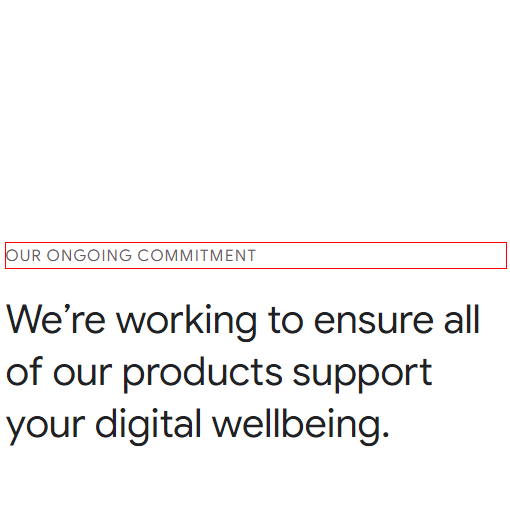 OUR ONGOING COMMITMENT
We’re working to ensure all
of our products support
your digital wellbeing.